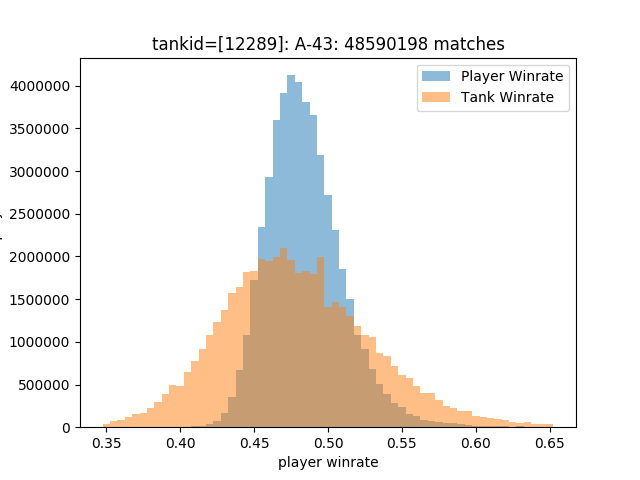 tankid=[12289]: A-43: 48590198 matches
Player Winrate
Tank Winrate
4000000
3500000
3000000
2500000
2000000
1500000
1000000
500000
0
0.35 0.40 0.45 0.50 0.55 0.60 0.65
player winrate